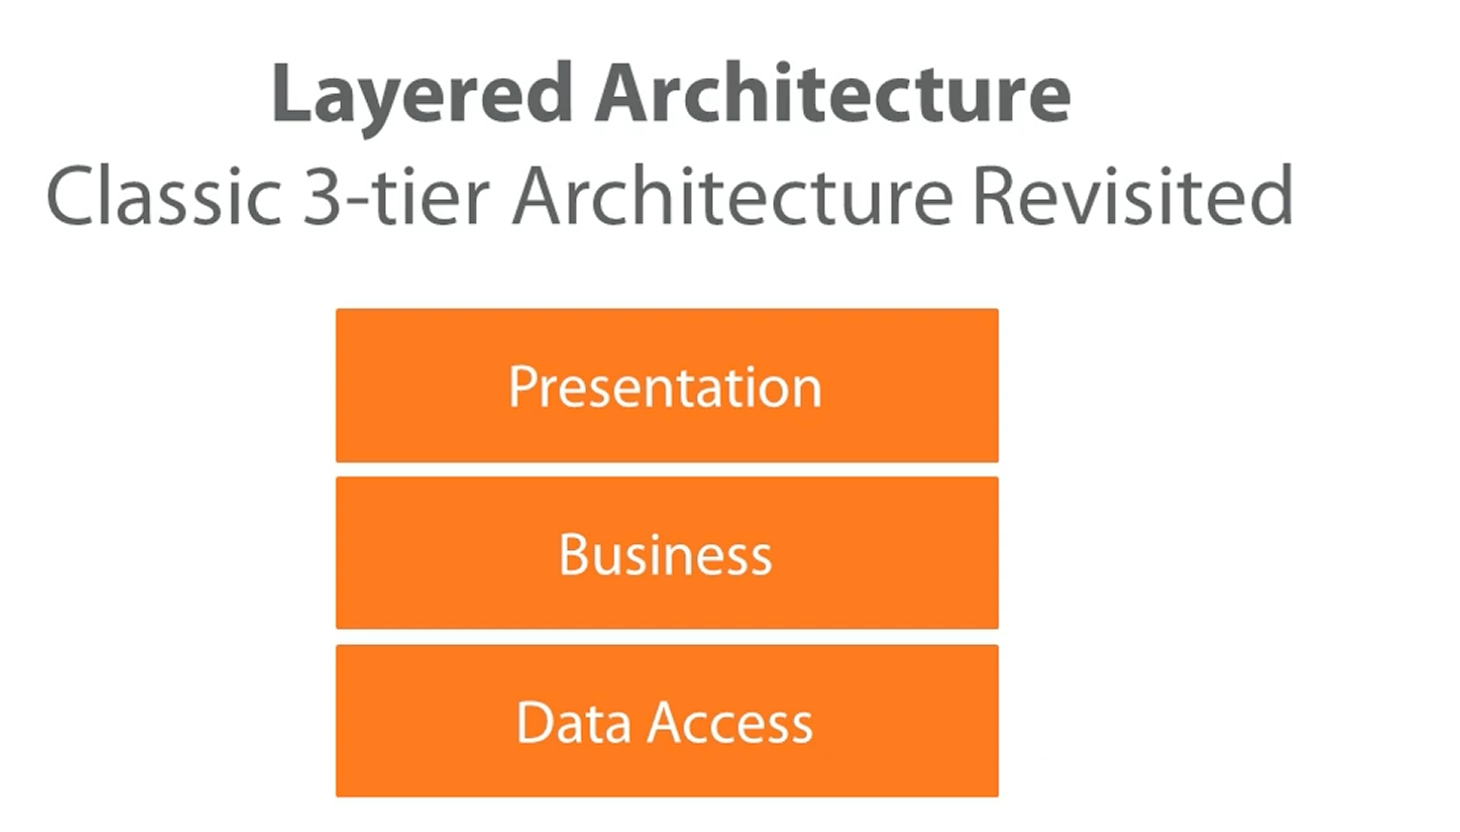 Layered Architecture
Classic 3-tier Architecture Revisited
Presentation
Business
Data Access